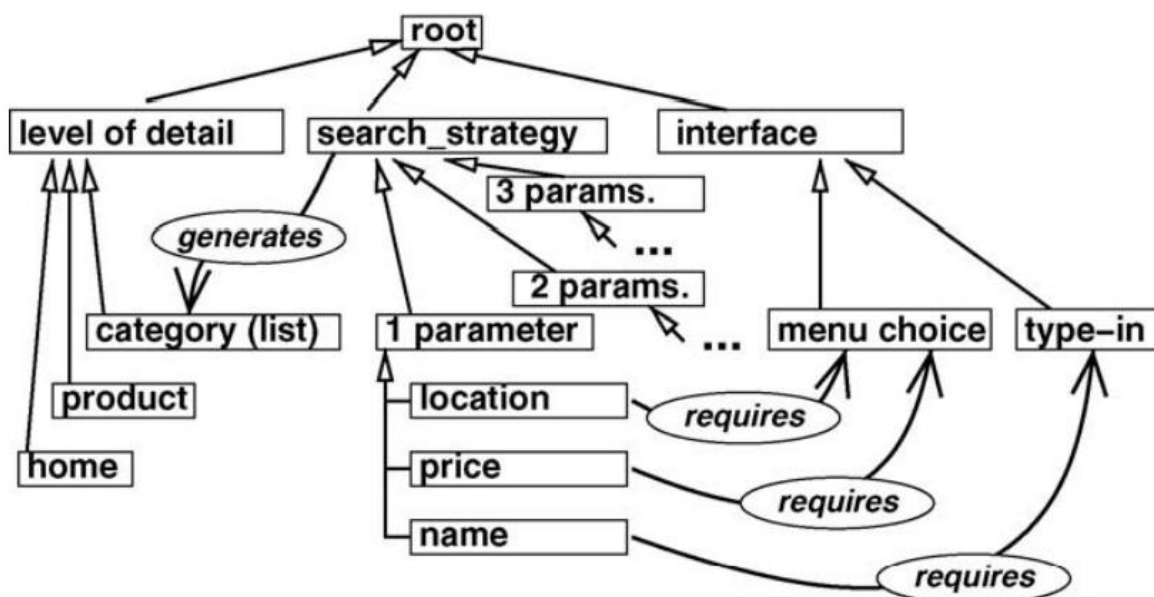 root
level of detail
search_strategy
interface
3 params.
generates
...
2 params.
category (list)
1 parameter
...
menu choice
type-in
product
location
requires
home
price
requires
name
requires